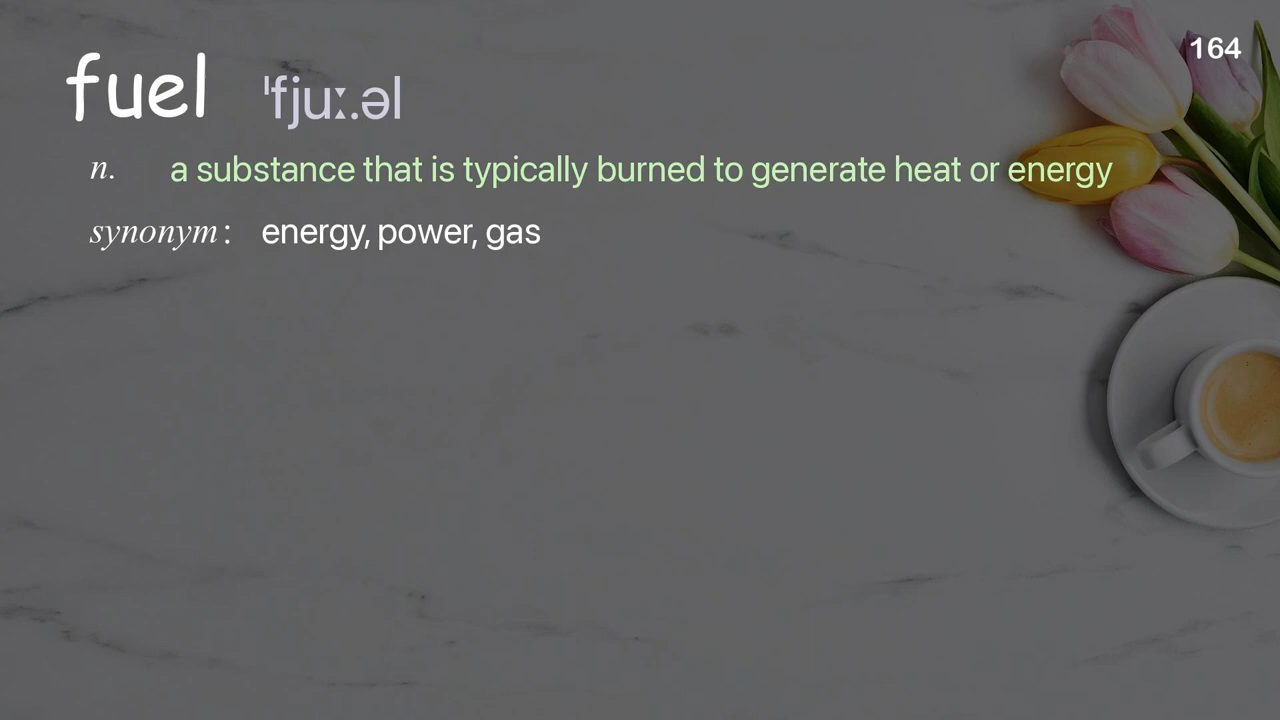 164
fuel ˈfjuː.əl
n. a substance that is typically burned to generate heat or energy
synonym: energy, power, gas